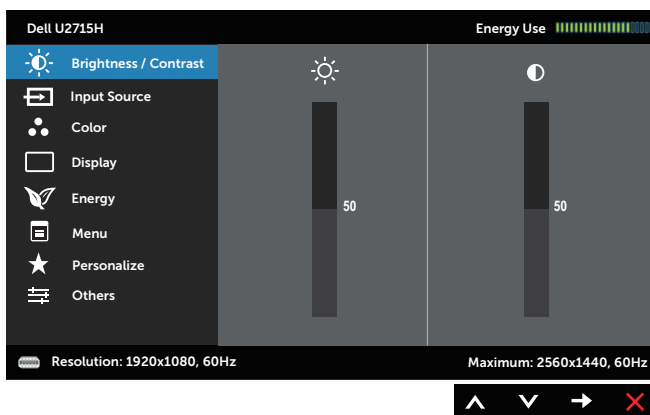 Dell U2715H
Energy Use
Brightness / Contrast
Input Source
Color
Display
Energy
Menu
Personalize
Others
50
50
Resolution: 1920x1080, 60Hz
Maximum: 2560x1440, 60Hz